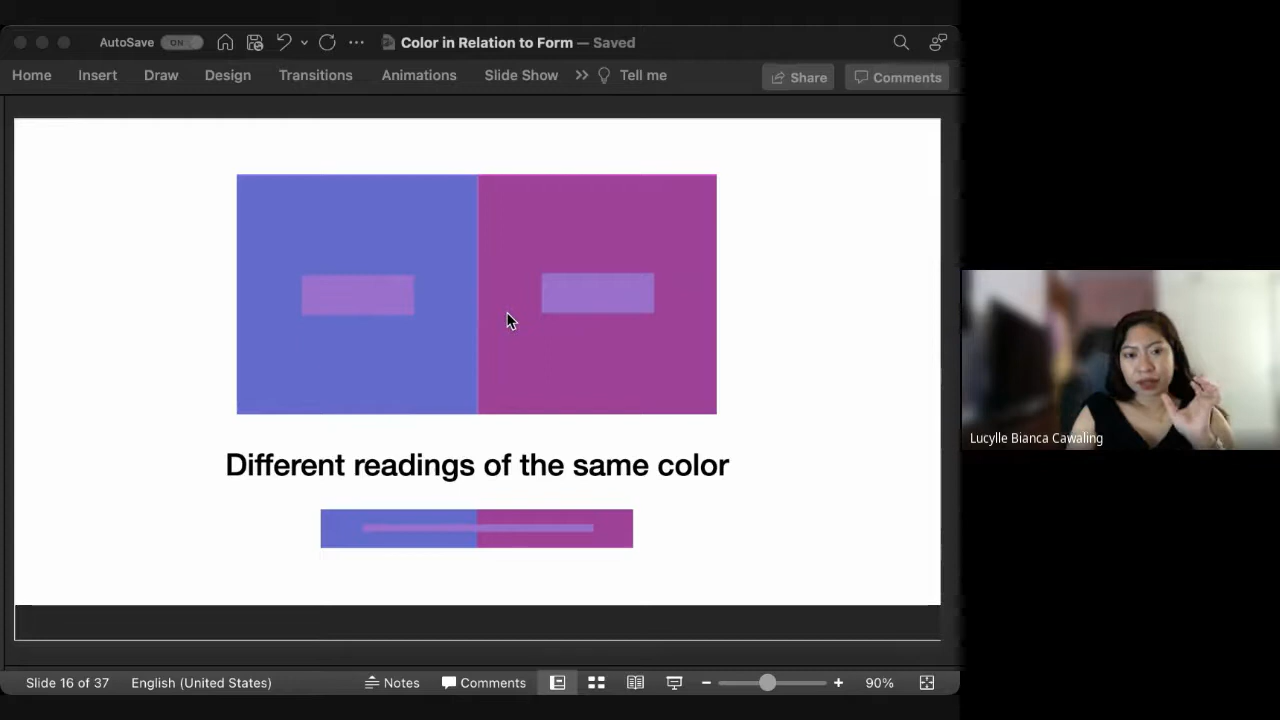 AutoSave ON ... Color in Relation to Form — Saved
Home Insert Draw Design Transitions Animations Slide Show >> Tell me Share Comments
Different readings of the same color
Lucylle Bianca Cawaling
Slide 16 of 37 English (United States) Notes Comments − + 90%